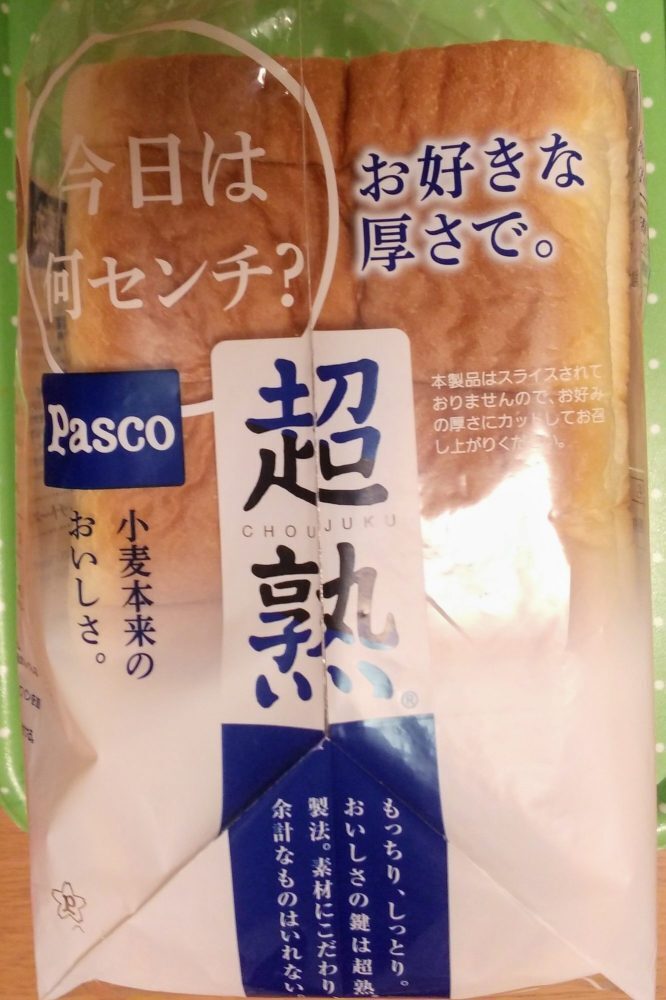 今日は
何センチ?
お好きな
厚さで。
本製品はスライスされて
おりませんので、お好み
の厚さにカットしてお召
し上がりください。
Pasco
超熟
CHOUJUKU
®
小麦本来の
おいしさ。
もっちり、しっとり。
おいしさの鍵は超熟
製法。素材にこだわり、
余計なものはいれない。